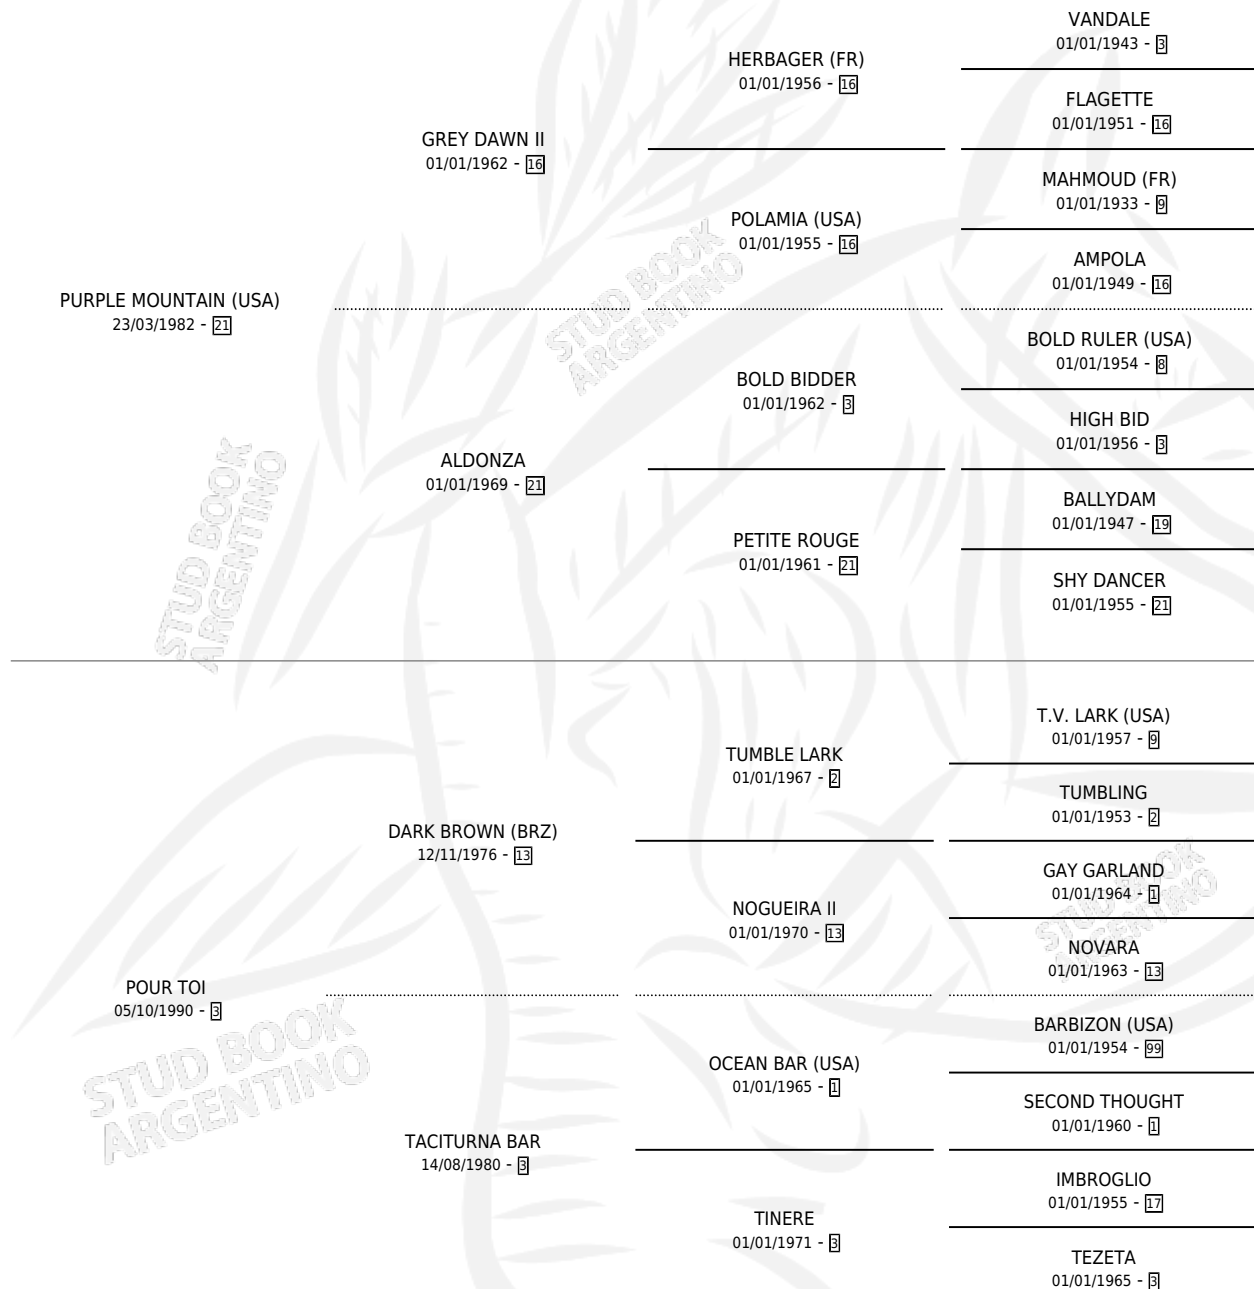 VANDALE
01/01/1943 - 3
HERBAGER (FR)
01/01/1956 - 16
FLAGETTE
01/01/1951 - 16
GREY DAWN II
01/01/1962 - 16
MAHMOUD (FR)
01/01/1933 - 9
POLAMIA (USA)
01/01/1955 - 16
AMPOLA
01/01/1949 - 16
PURPLE MOUNTAIN (USA)
23/03/1982 - 21
STUD BOOK
ARGENTINO
BOLD RULER (USA)
01/01/1954 - 8
BOLD BIDDER
01/01/1962 - 3
HIGH BID
01/01/1956 - 3
ALDONZA
01/01/1969 - 21
BALLYDAM
01/01/1947 - 19
PETITE ROUGE
01/01/1961 - 21
SHY DANCER
01/01/1955 - 21
STUD BOOK
ARGENTINO
T.V. LARK (USA)
01/01/1957 - 9
TUMBLE LARK
01/01/1967 - 2
TUMBLING
01/01/1953 - 2
DARK BROWN (BRZ)
12/11/1976 - 13
GAY GARLAND
01/01/1964 - 1
NOGUEIRA II
01/01/1970 - 13
STUD BOOK
ARGENTINO
NOVARA
01/01/1963 - 13
POUR TOI
05/10/1990 - 3
STUD BOOK
ARGENTINO
BARBIZON (USA)
01/01/1954 - 99
OCEAN BAR (USA)
01/01/1965 - 1
SECOND THOUGHT
01/01/1960 - 1
TACITURNA BAR
14/08/1980 - 3
IMBROGLIO
01/01/1955 - 17
TINERE
01/01/1971 - 3
TEZETA
01/01/1965 - 3